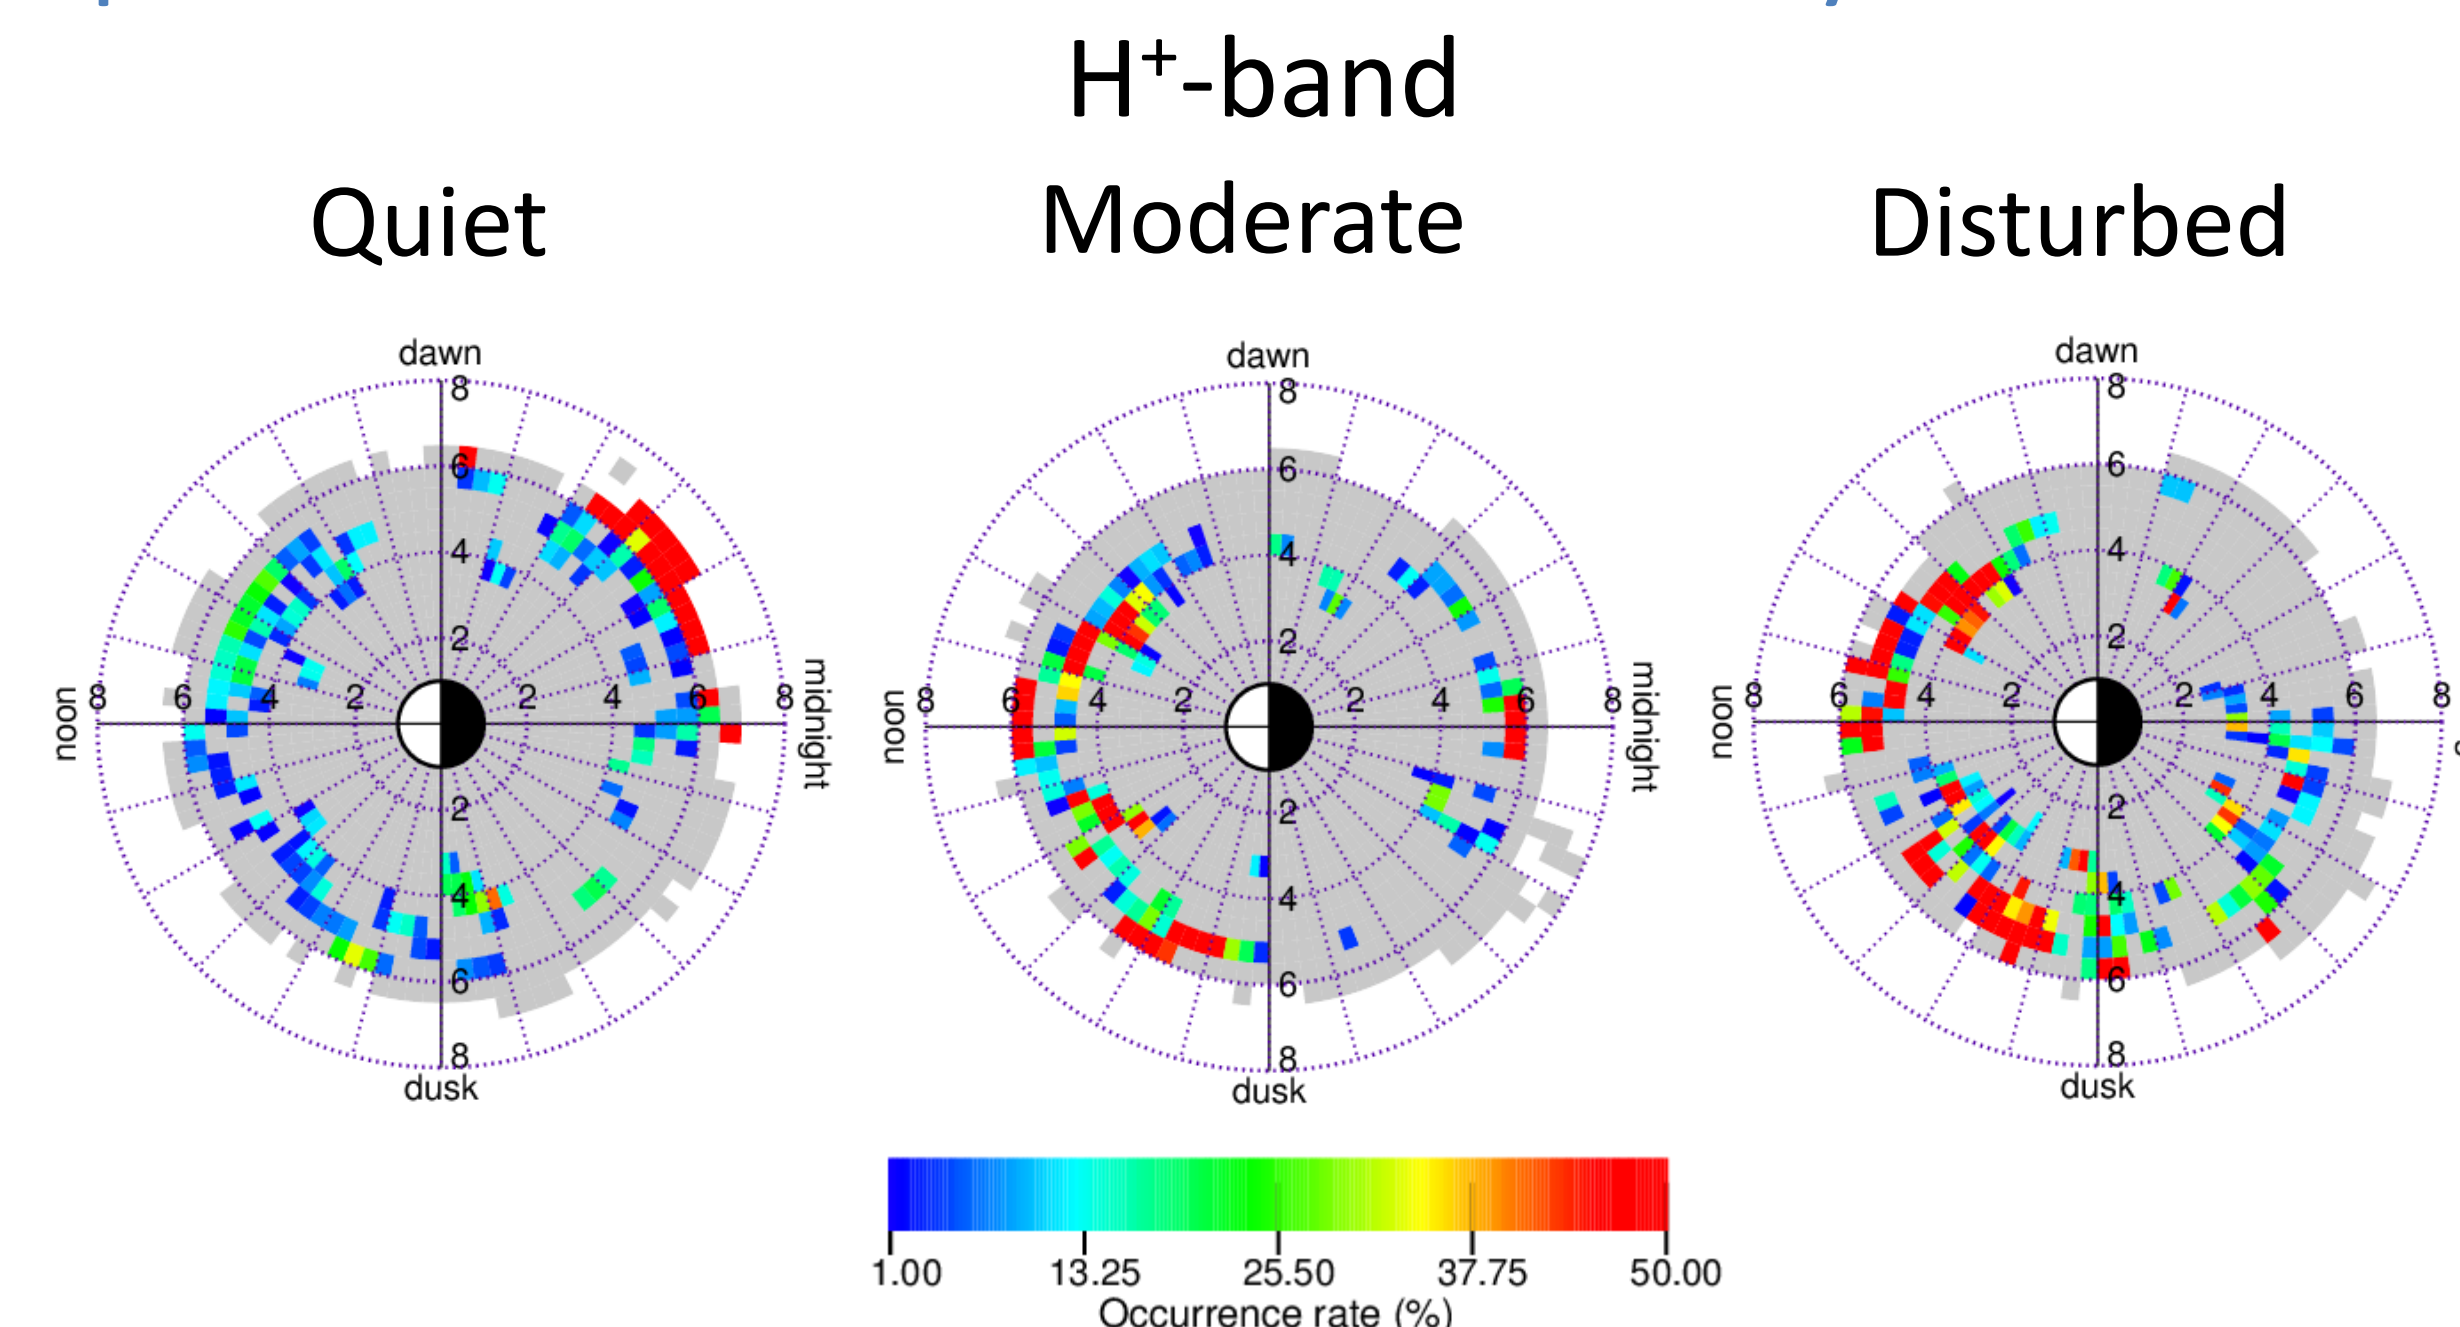 H⁺-band
Quiet
Moderate
Disturbed
dawn
dawn
dawn
8
6
4
2
8 6 4 2 2 4 6 8
noon
midnight
2
4
6
8
dusk
8
6
4
2
8 6 4 2 2 4 6 8
noon
midnight
2
4
6
8
dusk
8
6
4
2
8 6 4 2 2 4 6 8
noon
2
4
6
8
dusk
1.00 13.25 25.50 37.75 50.00
Occurrence rate (%)